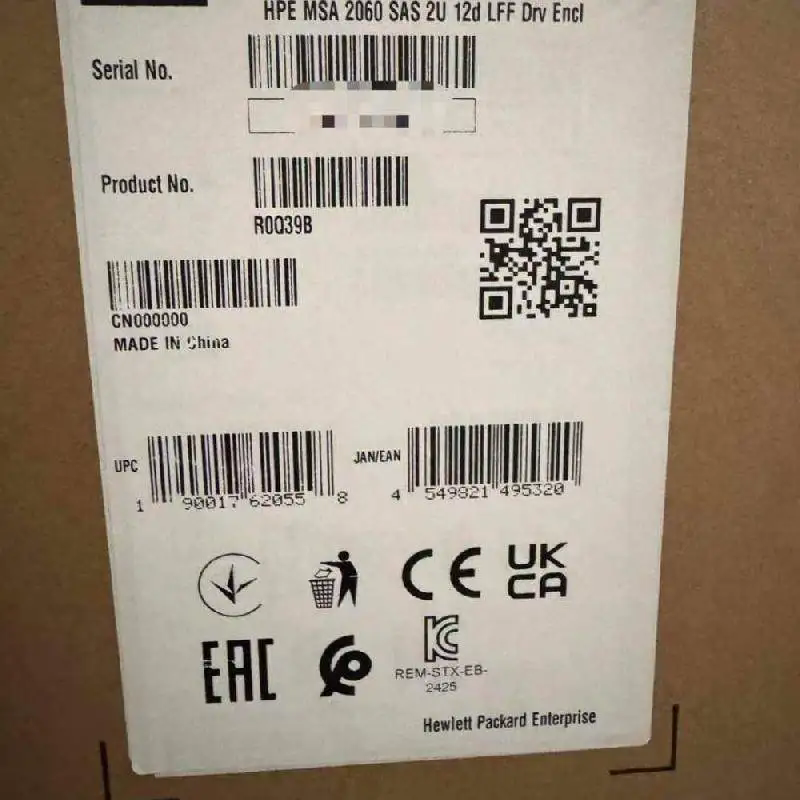 HPE MSA 2060 SAS 2U 12d LFF Drv Encl
Serial No.
Product No.
R0Q39B
CN000000
MADE IN China
UPC
1 90017 62055 8
JAN/EAN
4 549821 495320
CE
UK
CA
EAC
KC
REM-STX-EB-
2425
Hewlett Packard Enterprise